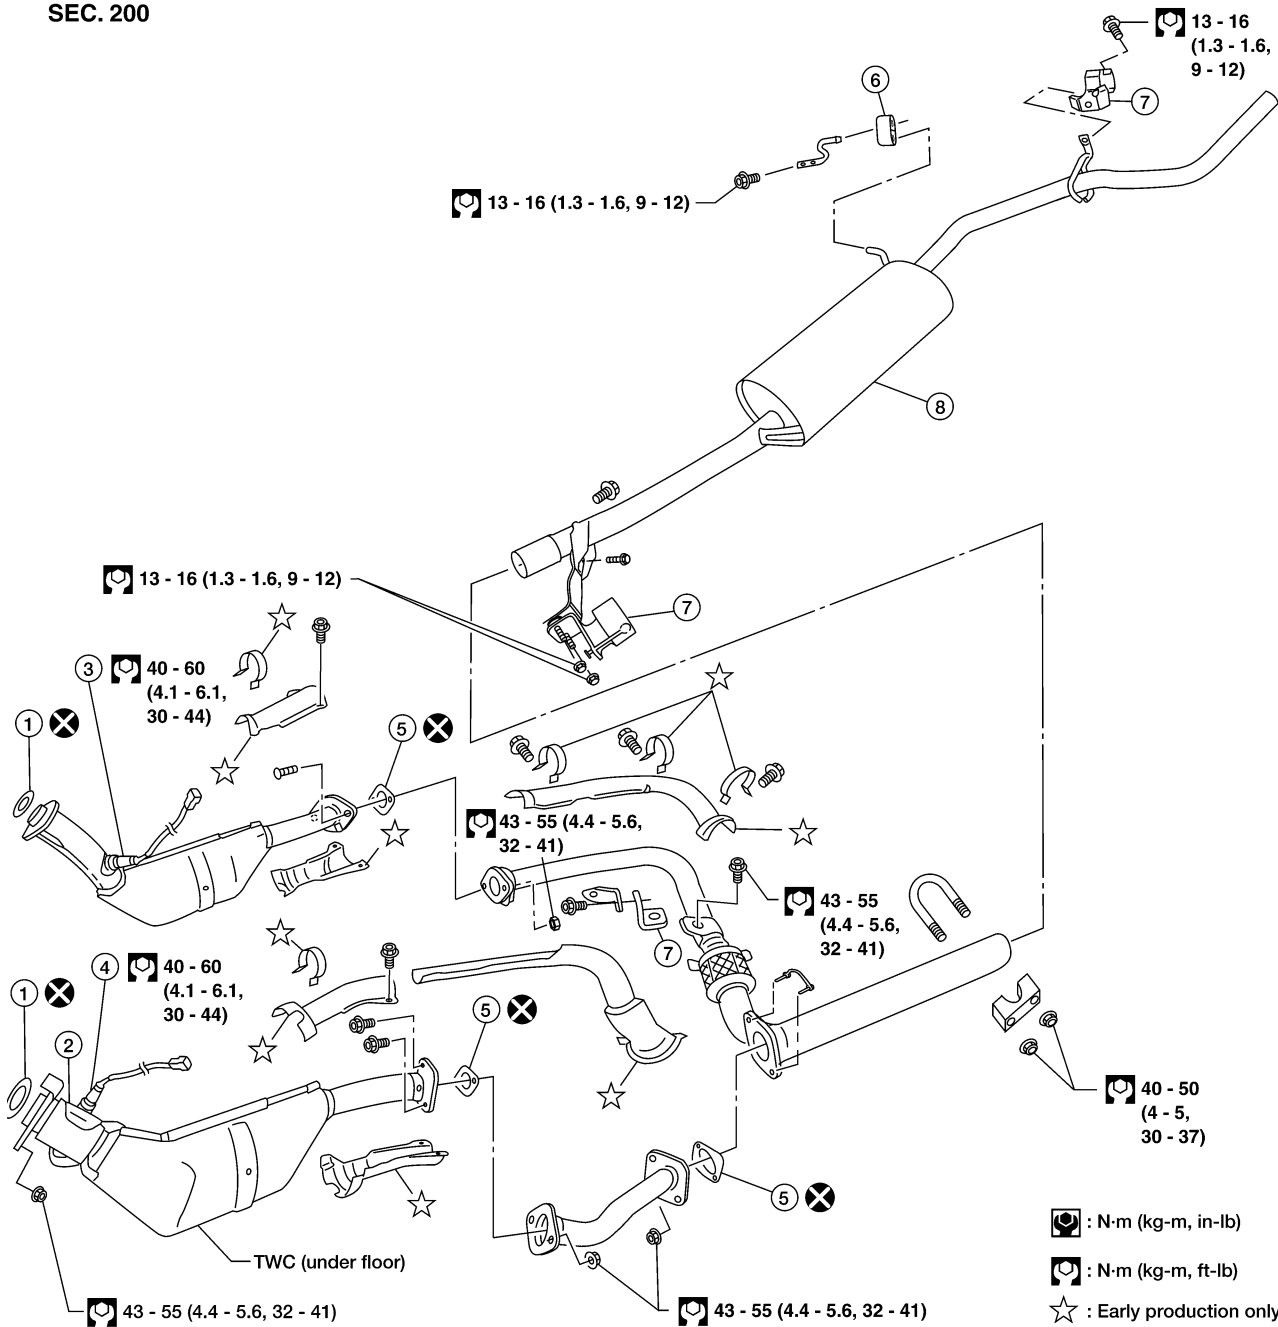 SEC. 200
13 - 16
(1.3 - 1.6,
9 - 12)
6
7
13 - 16 (1.3 - 1.6, 9 - 12)
8
13 - 16 (1.3 - 1.6, 9 - 12)
7
3
40 - 60
(4.1 - 6.1,
30 - 44)
1
5
43 - 55 (4.4 - 5.6,
32 - 41)
43 - 55
(4.4 - 5.6,
32 - 41)
7
4
40 - 60
(4.1 - 6.1,
30 - 44)
1
5
2
40 - 50
(4 - 5,
30 - 37)
5
TWC (under floor)
: N·m (kg-m, in-lb)
: N·m (kg-m, ft-lb)
: Early production only
43 - 55 (4.4 - 5.6, 32 - 41)
43 - 55 (4.4 - 5.6, 32 - 41)